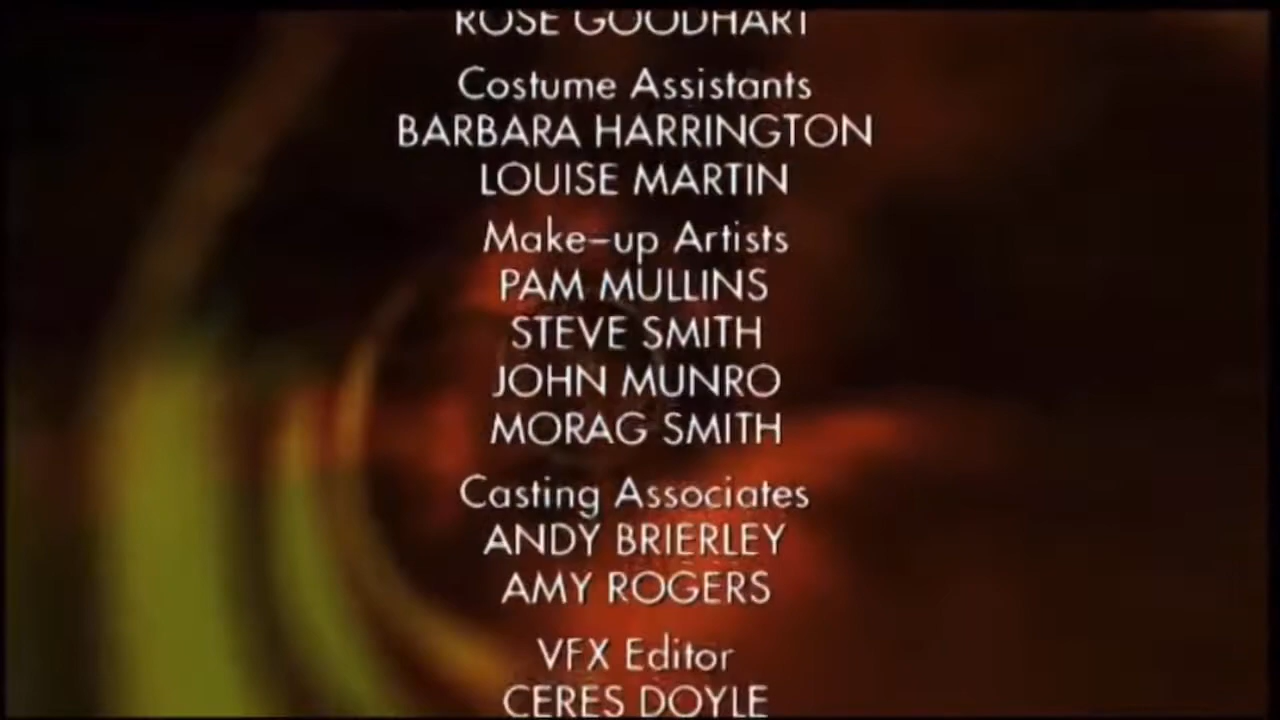 ROSE GOODHART
Costume Assistants
BARBARA HARRINGTON
LOUISE MARTIN
Make-up Artists
PAM MULLINS
STEVE SMITH
JOHN MUNRO
MORAG SMITH
Casting Associates
ANDY BRIERLEY
AMY ROGERS
VFX Editor
CERES DOYLE